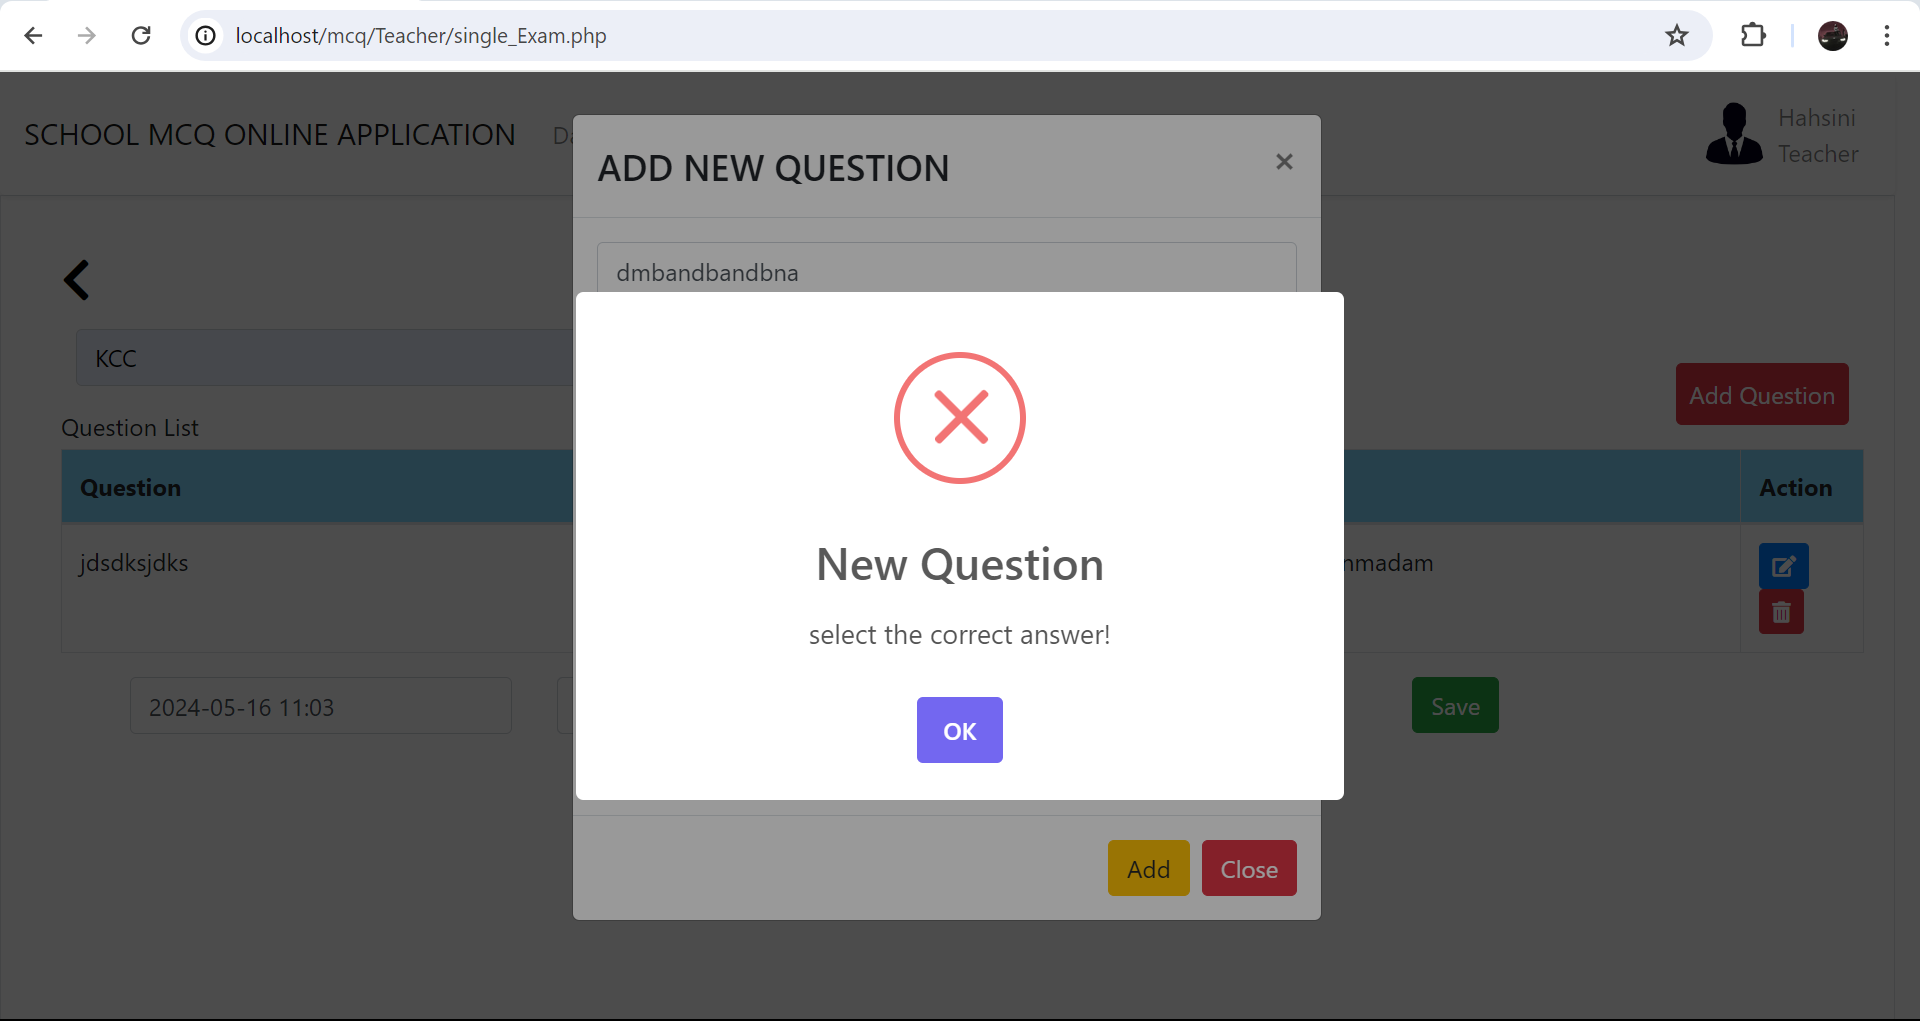 localhost/mcq/Teacher/single_Exam.php
SCHOOL MCQ ONLINE APPLICATION
Hahsini
Teacher
ADD NEW QUESTION
dmbandbandbna
KCC
Add Question
Question List
Question
Action
jdsdksjdks
nmadam
New Question
select the correct answer!
OK
2024-05-16 11:03
Save
Add
Close